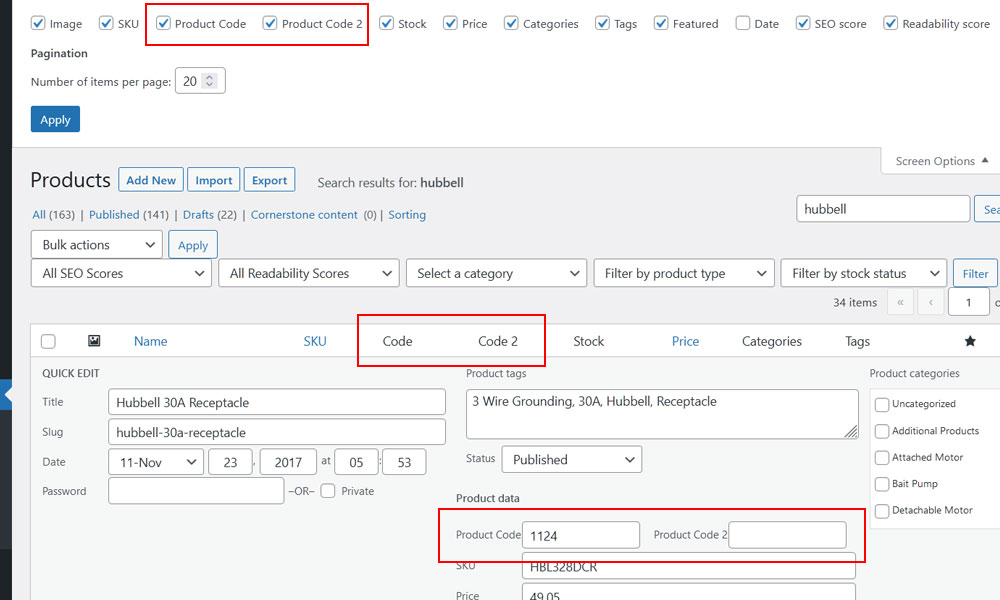 Image SKU Product Code Product Code 2 Stock Price Categories Tags Featured Date SEO score Readability score
Pagination
Number of items per page: 20
Apply
Screen Options
Products Add New Import Export Search results for: hubbell
All (163) | Published (141) | Drafts (22) | Cornerstone content (0) | Sorting
hubbell
Bulk actions Apply
All SEO Scores All Readability Scores Select a category Filter by product type Filter by stock status Filter
34 items « ‹ 1
Name SKU Code Code 2 Stock Price Categories Tags
QUICK EDIT Product tags Product categories
Title Hubbell 30A Receptacle 3 Wire Grounding, 30A, Hubbell, Receptacle Uncategorized
Slug hubbell-30a-receptacle Additional Products
Date 11-Nov 23, 2017 at 05:53 Status Published Attached Motor
Password –OR– Private Bait Pump
Product data Detachable Motor
Product Code 1124 Product Code 2
SKU HBL328DCR
Price 49.05